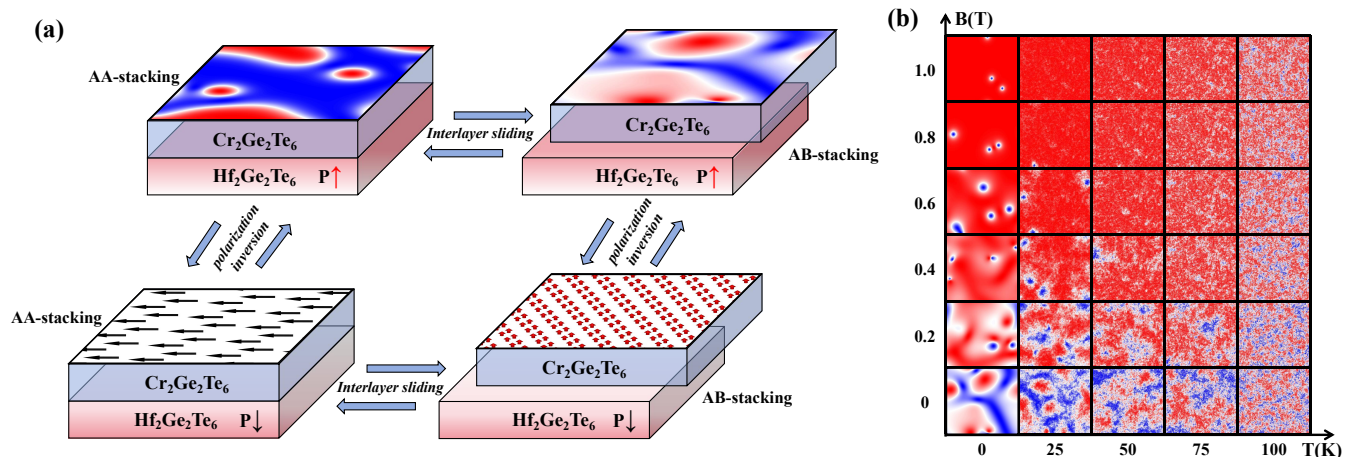 (a)
AA-stacking
Cr₂Ge₂Te₆
Hf₂Ge₂Te₆ P↑
Interlayer sliding
Cr₂Ge₂Te₆
AB-stacking
Hf₂Ge₂Te₆ P↑
polarization
inversion
polarization
inversion
AA-stacking
Cr₂Ge₂Te₆
Hf₂Ge₂Te₆ P↓
Interlayer sliding
Cr₂Ge₂Te₆
AB-stacking
Hf₂Ge₂Te₆ P↓
(b)
B(T)
1.0
0.8
0.6
0.4
0.2
0
0 25 50 75 100 T(K)